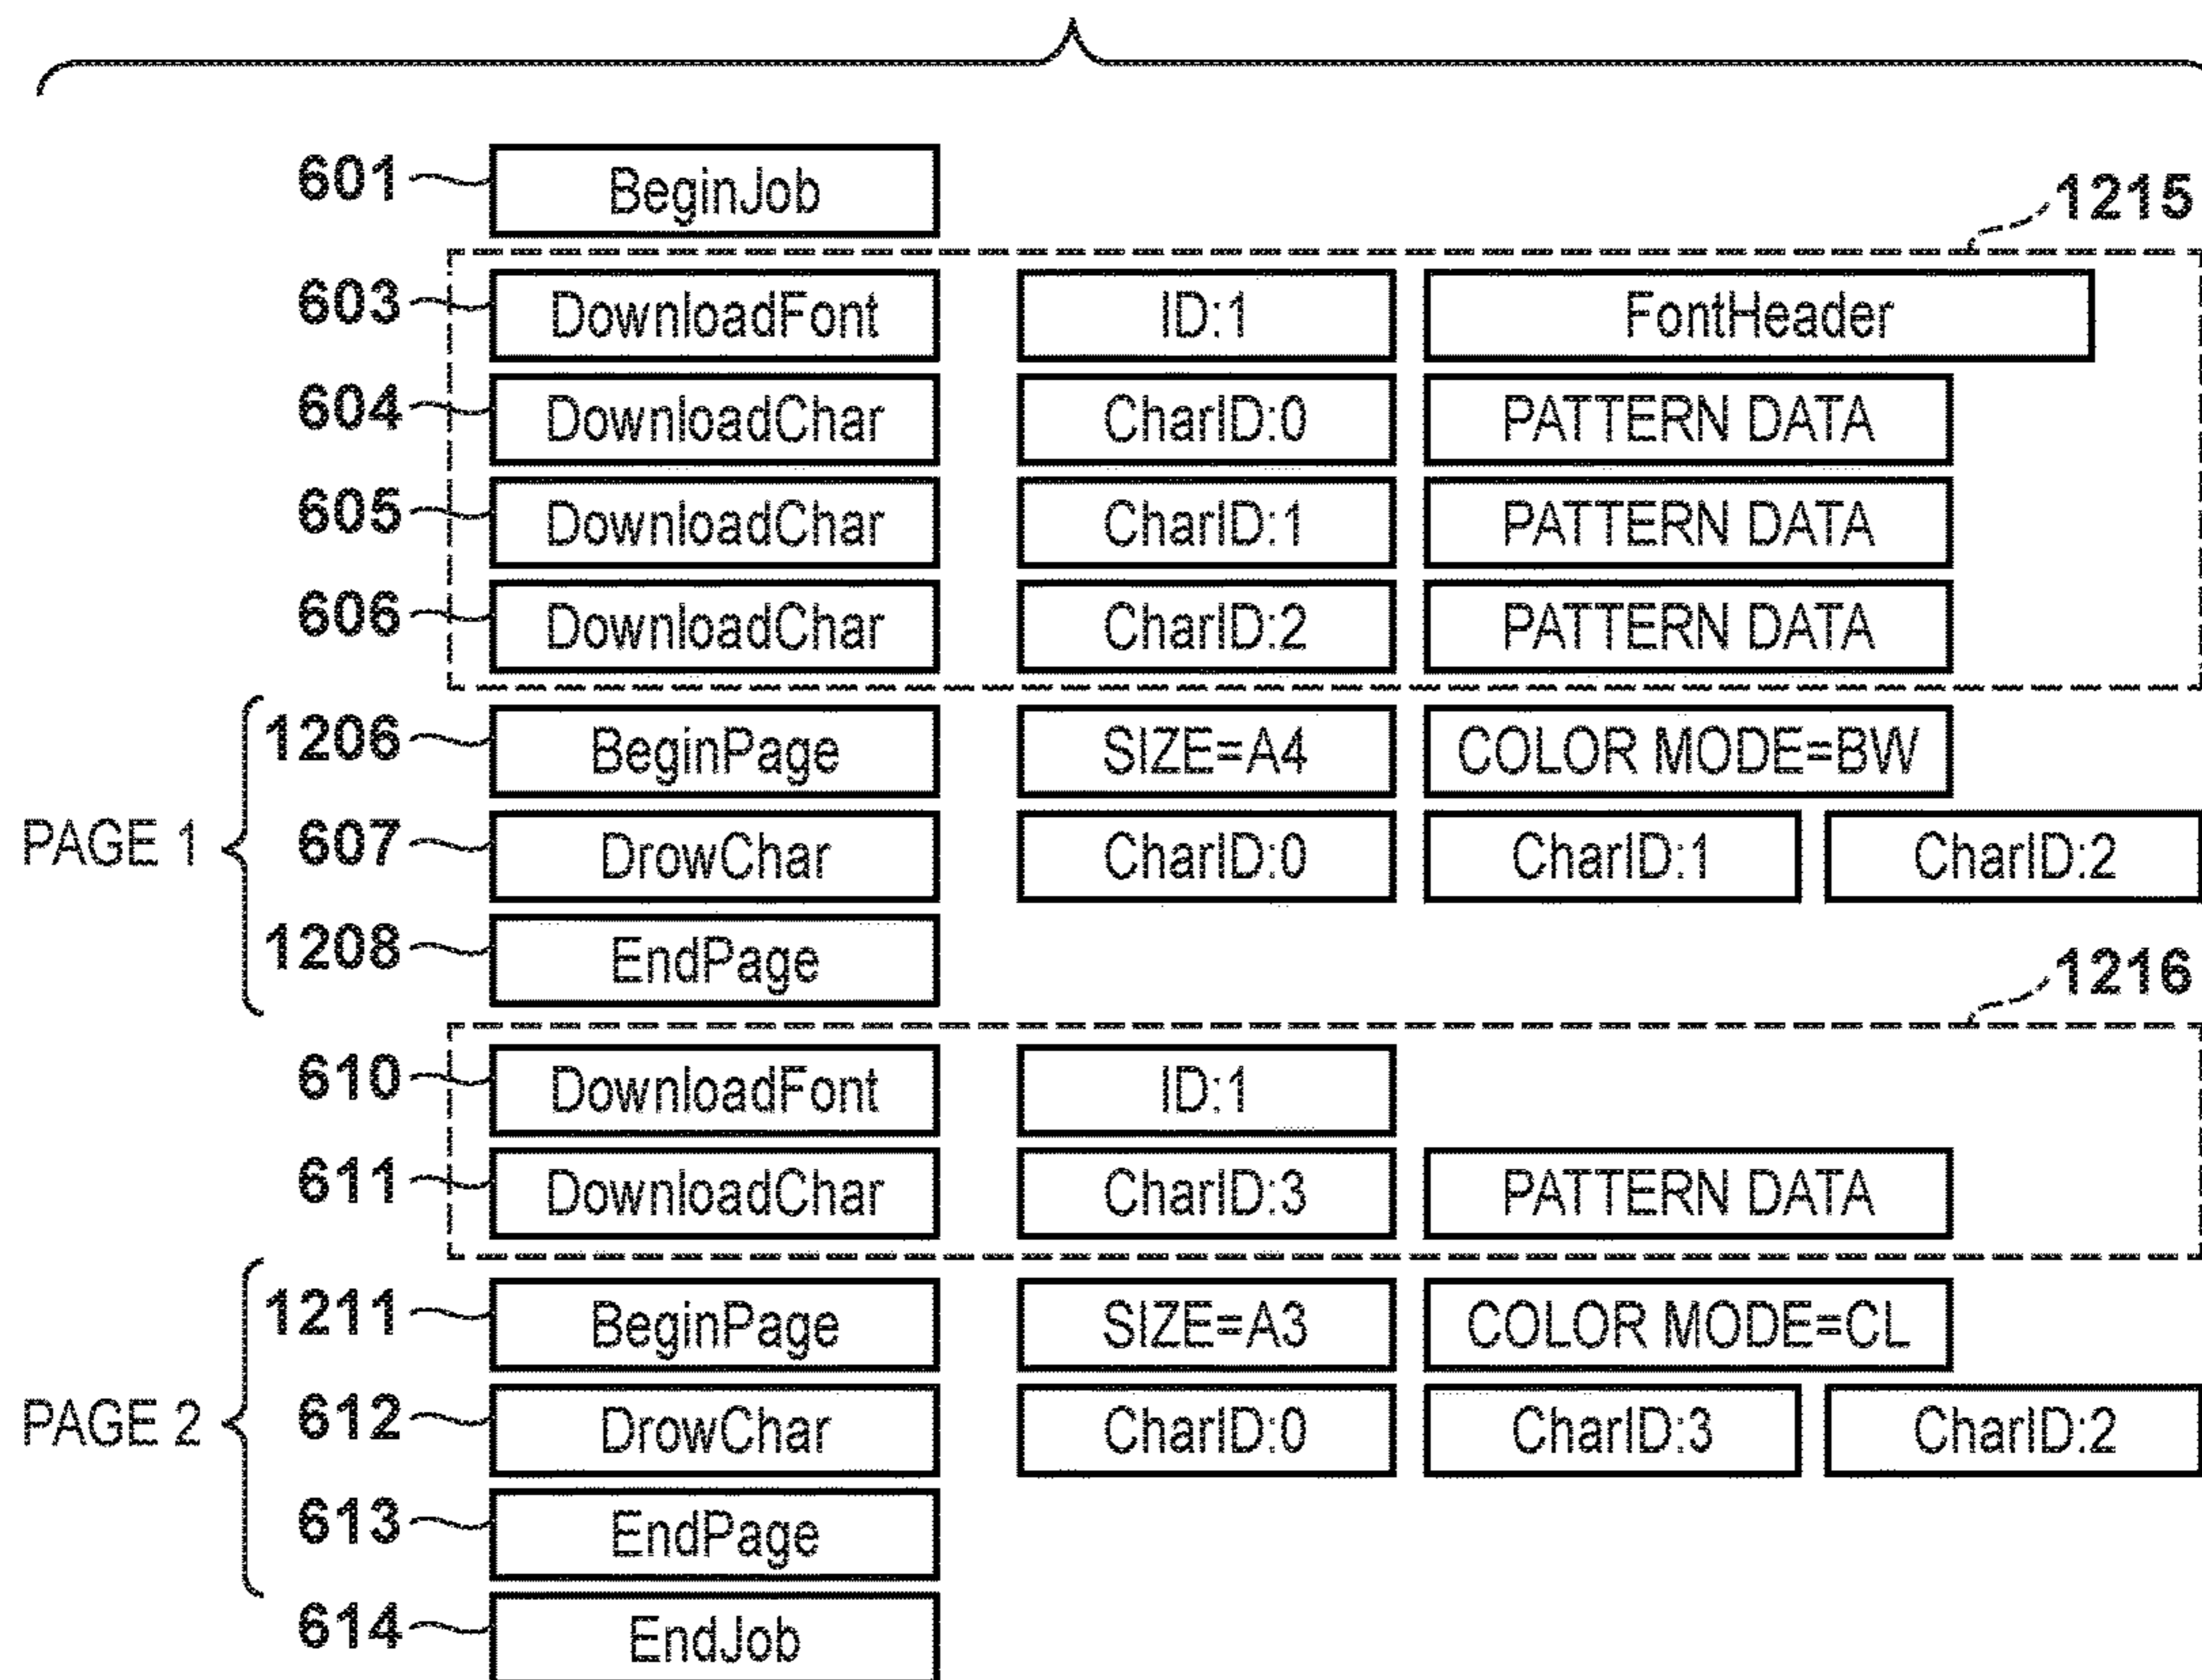 601 BeginJob
1215
603 DownloadFont ID:1 FontHeader
604 DownloadChar CharID:0 PATTERN DATA
605 DownloadChar CharID:1 PATTERN DATA
606 DownloadChar CharID:2 PATTERN DATA
1206 BeginPage SIZE=A4 COLOR MODE=BW
PAGE 1 607 DrowChar CharID:0 CharID:1 CharID:2
1208 EndPage
1216
610 DownloadFont ID:1
611 DownloadChar CharID:3 PATTERN DATA
1211 BeginPage SIZE=A3 COLOR MODE=CL
PAGE 2 612 DrowChar CharID:0 CharID:3 CharID:2
613 EndPage
614 EndJob